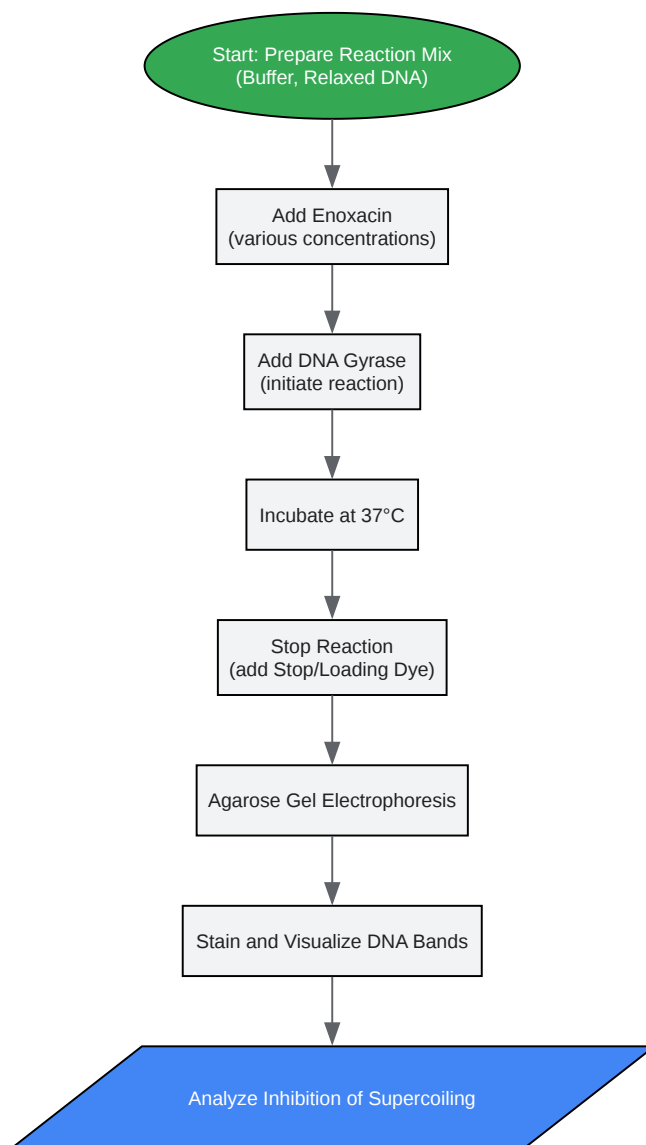 Start: Prepare Reaction Mix
(Buffer, Relaxed DNA)
Add Enoxacin
(various concentrations)
Add DNA Gyrase
(initiate reaction)
Incubate at 37°C
Stop Reaction
(add Stop/Loading Dye)
Agarose Gel Electrophoresis
Stain and Visualize DNA Bands
Analyze Inhibition of Supercoiling